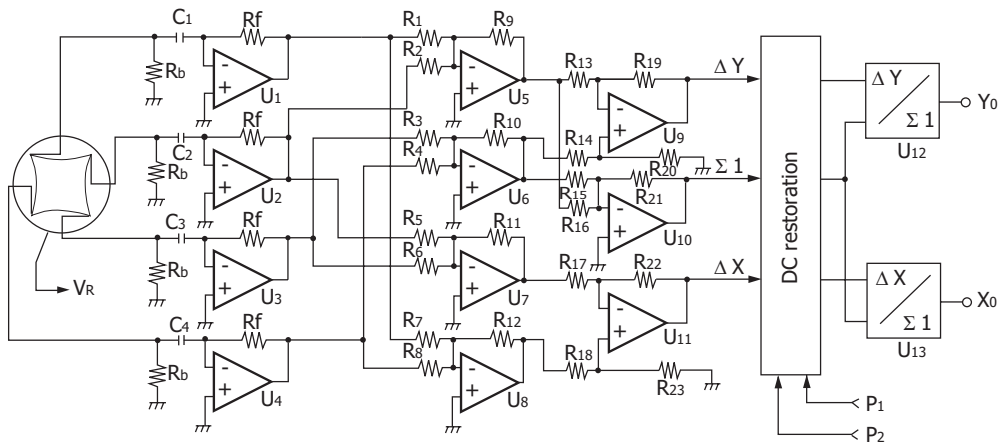 C1 Rf R1 R9
Rb U1 R2 U5 R13 R19 ΔY ΔY Y0
U9 Σ1
C2 Rf R3 R10 R14 R20 U12
Rb U2 R4 U6 R15 R21 Σ1
R16 U10
C3 Rf R5 R11
Rb U3 R6 U7 R17 R22 ΔX ΔX X0
VR U11 Σ1
C4 Rf R7 R12 U13
Rb U4 R8 U8 R18 R23
DC restoration
P1
P2
- + - + - + - +
- + - + - + - +
- + - + - +